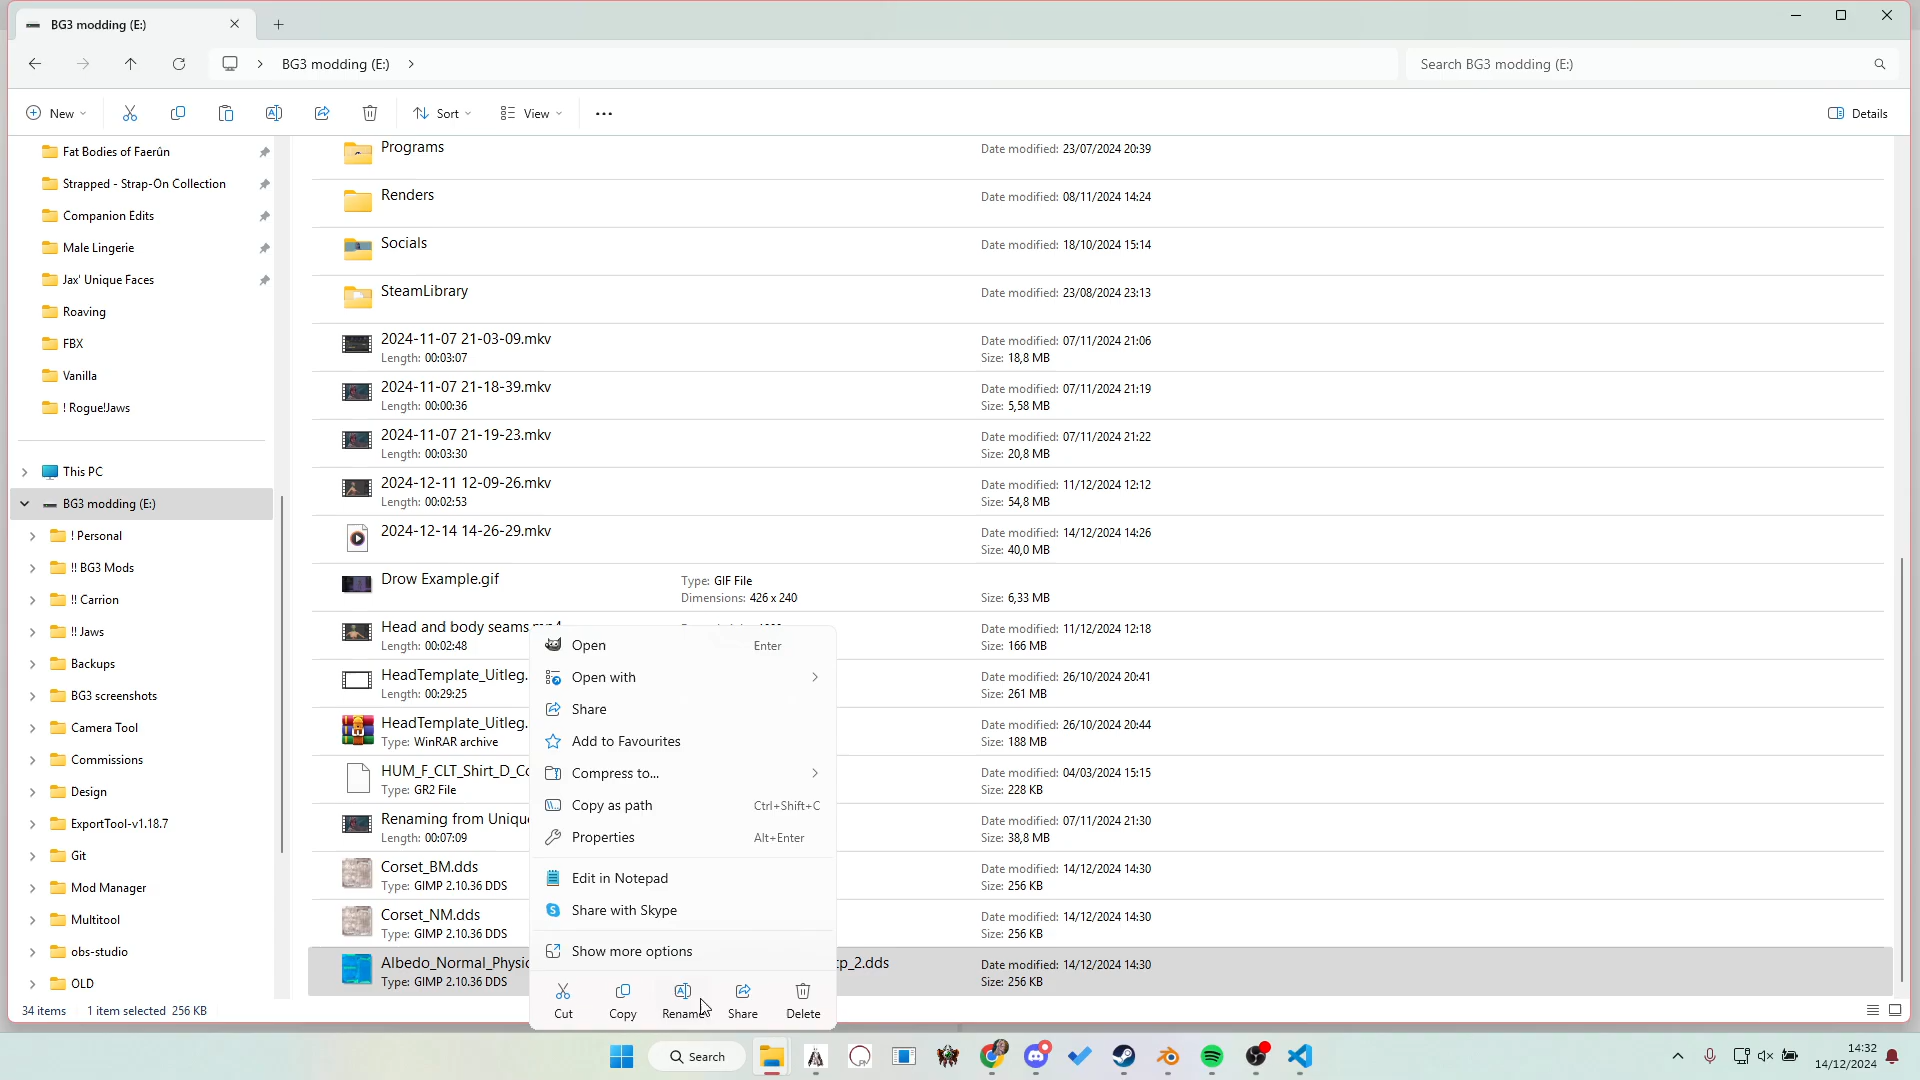 BG3 modding (E:)
BG3 modding (E:)
Search BG3 modding (E:)
New
Sort
View
Details
Fat Bodies of Faerûn
Strapped - Strap-On Collection
Companion Edits
Male Lingerie
Jax' Unique Faces
Roaving
FBX
Vanilla
! Rogue!Jaws
This PC
BG3 modding (E:)
! Personal
!! BG3 Mods
!! Carrion
!! Jaws
Backups
BG3 screenshots
Camera Tool
Commissions
Design
ExportTool-v1.18.7
Git
Mod Manager
Multitool
obs-studio
OLD
Programs
Date modified: 23/07/2024 20:39
Renders
Date modified: 08/11/2024 14:24
Socials
Date modified: 18/10/2024 15:14
SteamLibrary
Date modified: 23/08/2024 23:13
2024-11-07 21-03-09.mkv
Length: 00:03:07
Date modified: 07/11/2024 21:06
Size: 18,8 MB
2024-11-07 21-18-39.mkv
Length: 00:00:36
Date modified: 07/11/2024 21:19
Size: 5,58 MB
2024-11-07 21-19-23.mkv
Length: 00:03:30
Date modified: 07/11/2024 21:22
Size: 20,8 MB
2024-12-11 12-09-26.mkv
Length: 00:02:53
Date modified: 11/12/2024 12:12
Size: 54,8 MB
2024-12-14 14-26-29.mkv
Date modified: 14/12/2024 14:26
Size: 40,0 MB
Drow Example.gif
Type: GIF File
Dimensions: 426 x 240
Size: 6,33 MB
Head and body seams.mp4
Length: 00:02:48
Date modified: 11/12/2024 12:18
Size: 166 MB
HeadTemplate_Uitleg.
Length: 00:29:25
Date modified: 26/10/2024 20:41
Size: 261 MB
HeadTemplate_Uitleg.
Type: WinRAR archive
Date modified: 26/10/2024 20:44
Size: 188 MB
HUM_F_CLT_Shirt_D_Co
Type: GR2 File
Date modified: 04/03/2024 15:15
Size: 228 KB
Renaming from Unique
Length: 00:07:09
Date modified: 07/11/2024 21:30
Size: 38,8 MB
Corset_BM.dds
Type: GIMP 2.10.36 DDS
Date modified: 14/12/2024 14:30
Size: 256 KB
Corset_NM.dds
Type: GIMP 2.10.36 DDS
Date modified: 14/12/2024 14:30
Size: 256 KB
Albedo_Normal_Physic
cp_2.dds
Type: GIMP 2.10.36 DDS
Date modified: 14/12/2024 14:30
Size: 256 KB
Open Enter
Open with
Share
Add to Favourites
Compress to...
Copy as path Ctrl+Shift+C
Properties Alt+Enter
Edit in Notepad
Share with Skype
Show more options
Cut Copy Rename Share Delete
34 items 1 item selected 256 KB
Search
14:32
14/12/2024